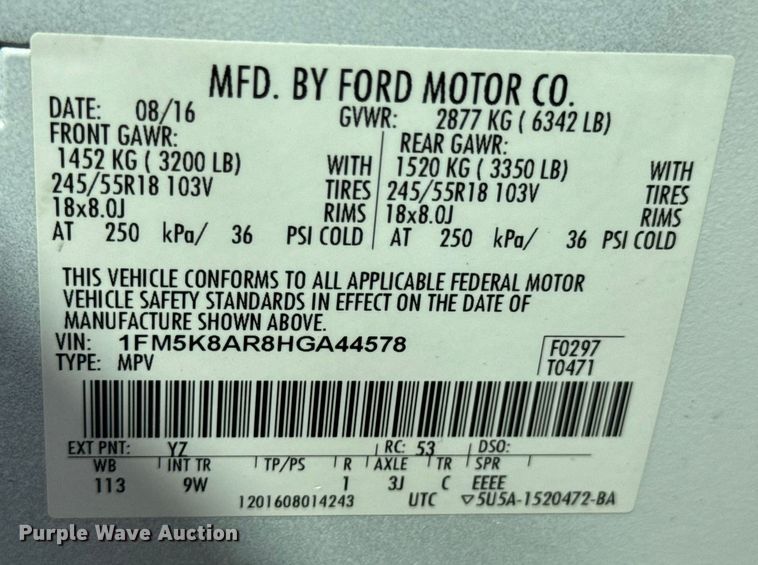 MFD. BY FORD MOTOR CO.
DATE: 08/16 GVWR: 2877 KG ( 6342 LB)
FRONT GAWR: REAR GAWR:
1452 KG ( 3200 LB) WITH 1520 KG ( 3350 LB) WITH
245/55R18 103V TIRES 245/55R18 103V TIRES
18x8.0J RIMS 18x8.0J RIMS
AT 250 kPa/ 36 PSI COLD AT 250 kPa/ 36 PSI COLD
THIS VEHICLE CONFORMS TO ALL APPLICABLE FEDERAL MOTOR
VEHICLE SAFETY STANDARDS IN EFFECT ON THE DATE OF
MANUFACTURE SHOWN ABOVE.
VIN: 1FM5K8AR8HGA44578 F0297
TYPE: MPV T0471
EXT PNT: YZ RC: 53 DSO:
WB INT TR TP/PS R AXLE TR SPR
113 9W 1 3J C EEEE
1201608014243 UTC ▽5U5A-1520472-BA
Purple Wave Auction